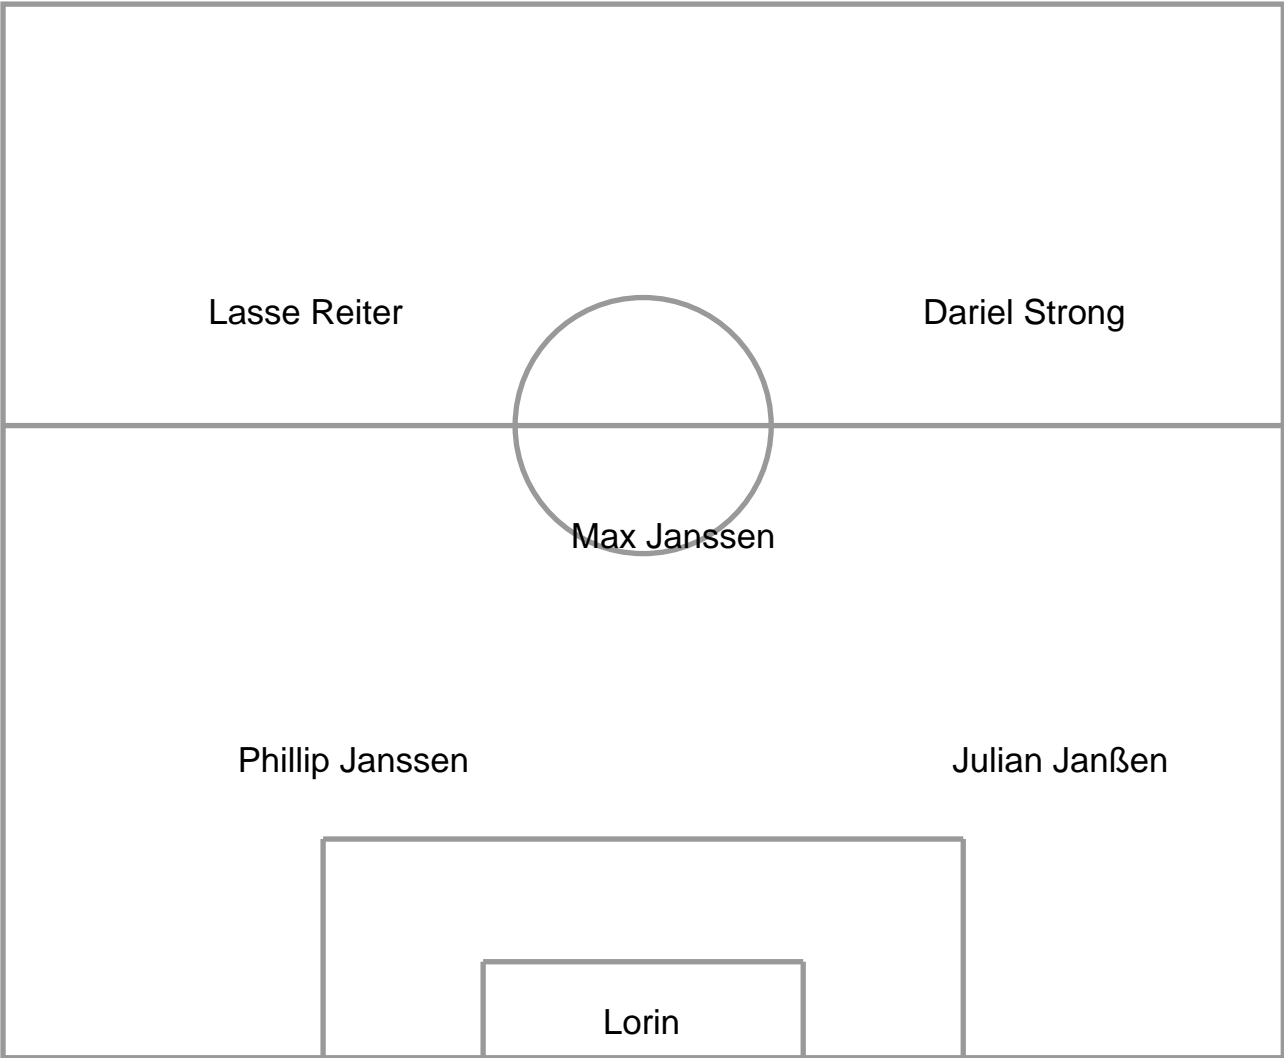 Lasse Reiter
Dariel Strong
Max Janssen
Phillip Janssen
Julian Janßen
Lorin